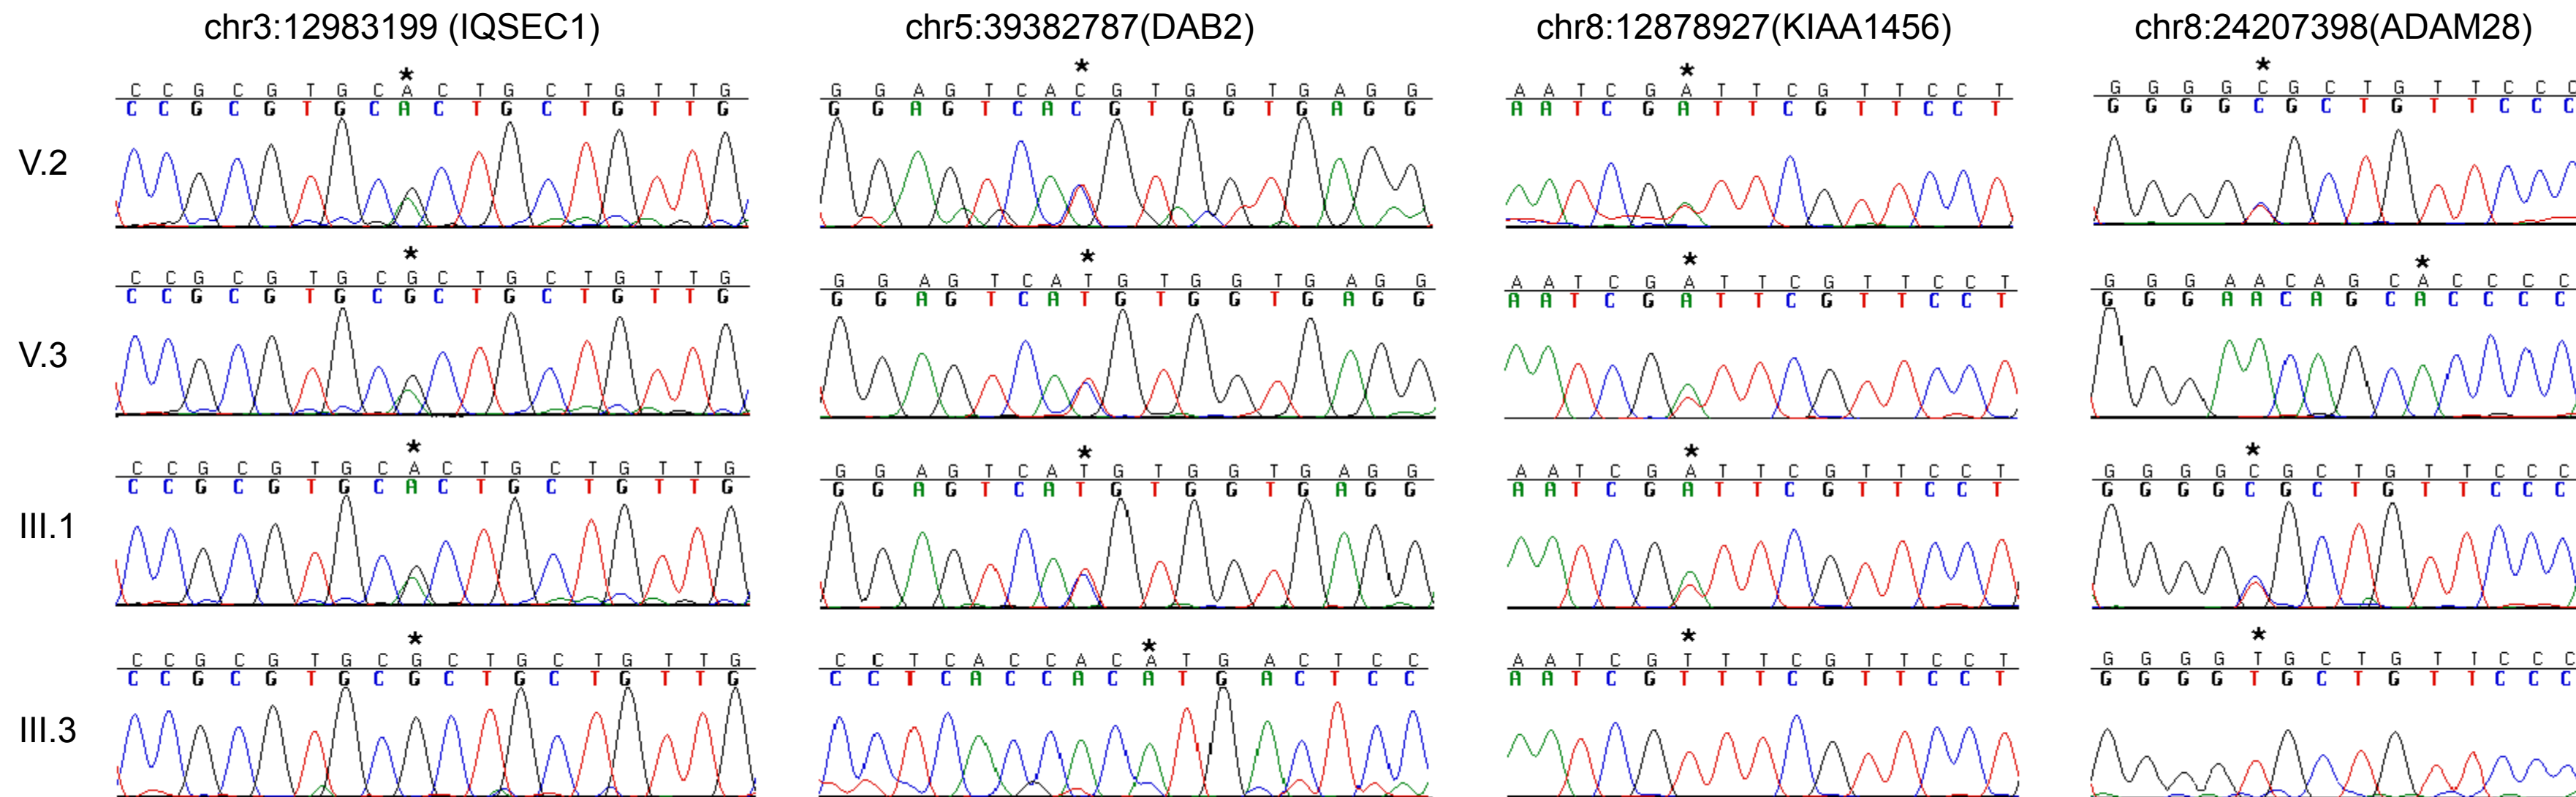 chr3:12983199 (IQSEC1) chr5:39382787(DAB2) chr8:12878927(KIAA1456) chr8:24207398(ADAM28)
* * * *
C C G C G T G C A C T G C T G T T G G G A G T C A C G T G G T G A G G A A T C G A T T C G T T C C T G G G G C G C T G T T C C C
C C G C G T G C A C T G C T G T T G G G A G T C A C G T G G T G A G G A A T C G A T T C G T T C C T G G G G C G C T G T T C C C
V.2
* * * *
C C G C G T G C G C T G C T G T T G G G A G T C A T G T G G T G A G G A A T C G A T T C G T T C C T G G G A A C A G C A C C C C
C C G C G T G C G C T G C T G T T G G G A G T C A T G T G G T G A G G A A T C G A T T C G T T C C T G G G A A C A G C A C C C C
V.3
* * * *
C C G C G T G C A C T G C T G T T G G G A G T C A T G T G G T G A G G A A T C G A T T C G T T C C T G G G G C G C T G T T C C C
C C G C G T G C A C T G C T G T T G G G A G T C A T G T G G T G A G G A A T C G A T T C G T T C C T G G G G C G C T G T T C C C
III.1
* * * *
C C G C G T G C G C T G C T G T T G C C T C A C C A C A T G A C T C C A A T C G T T T C G T T C C T G G G G T G C T G T T C C C
C C G C G T G C G C T G C T G T T G C C T C A C C A C A T G A C T C C A A T C G T T T C G T T C C T G G G G T G C T G T T C C C
III.3